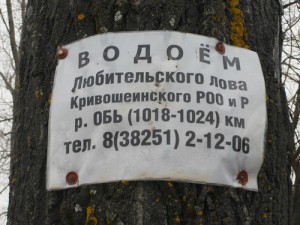 ВОДОЁМ
Любительского лова
Кривошеинского РОО и Р
р. ОБЬ (1018-1024) км
тел. 8(38251) 2-12-06